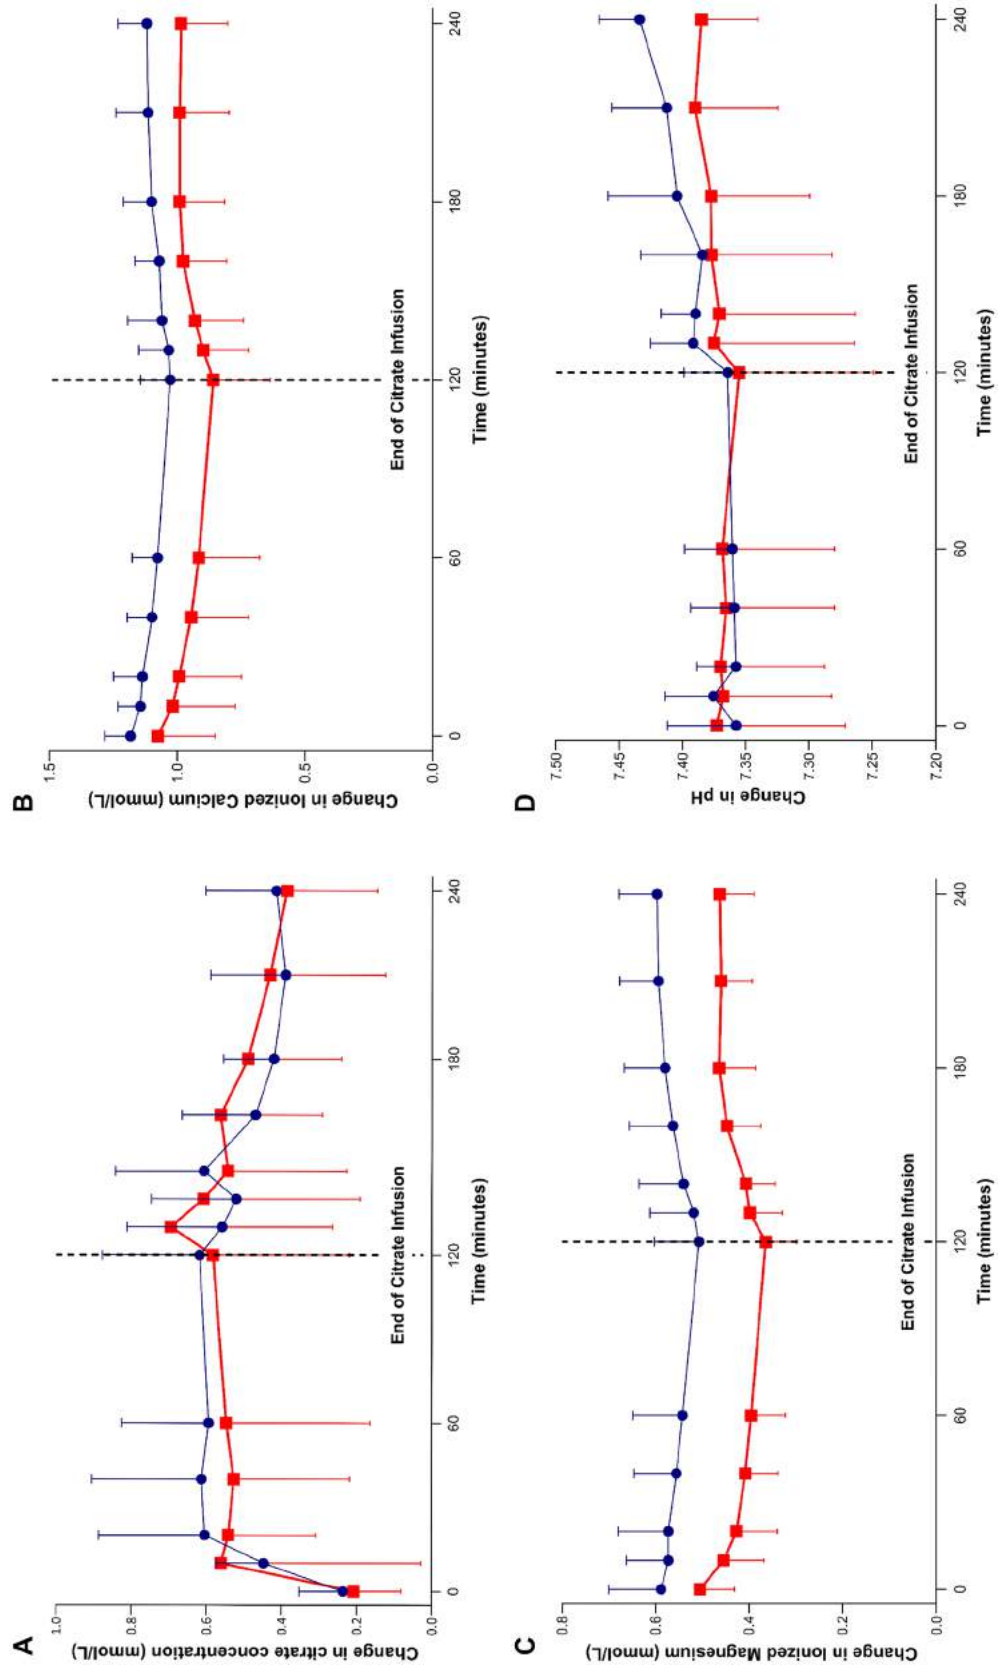 A
Change in citrate concentration (mmol/L)
1.0
0.8
0.6
0.4
0.2
0.0
0
60
120
180
240
End of Citrate Infusion
Time (minutes)
B
Change in Ionized Calcium (mmol/L)
1.5
1.0
0.5
0.0
0
60
120
180
240
End of Citrate Infusion
Time (minutes)
C
Change in Ionized Magnesium (mmol/L)
0.8
0.6
0.4
0.2
0.0
0
60
120
180
240
End of Citrate Infusion
Time (minutes)
D
Change in pH
7.50
7.45
7.40
7.35
7.30
7.25
7.20
0
60
120
180
240
End of Citrate Infusion
Time (minutes)